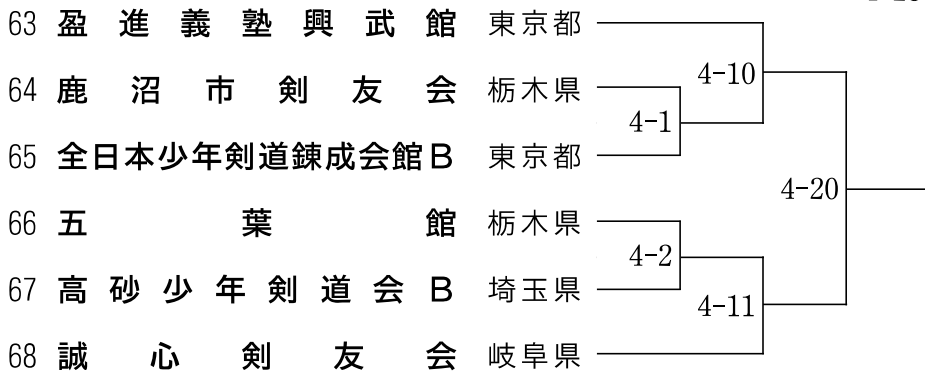 63 盈進義塾興武館 東京都
4-10
64 鹿沼市剣友会 栃木県
4-1
65 全日本少年剣道錬成会館B 東京都
4-20
66 五葉館 栃木県
4-2
67 高砂少年剣道会B 埼玉県
4-11
68 誠心剣友会 岐阜県